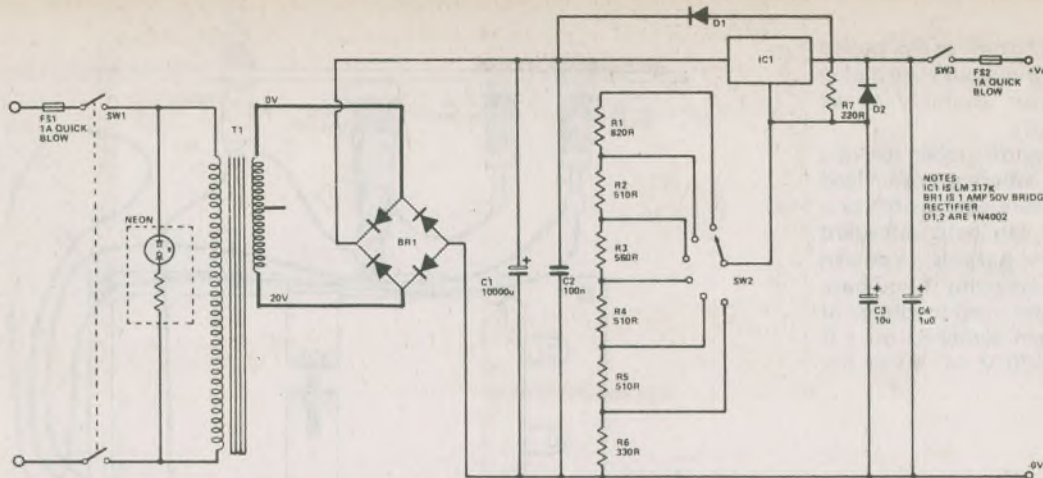 FS1
1A QUICK
BLOW
SW1
NEON
T1
0V
20V
BR1
C1
10000u
C2
100n
D1
IC1
R1
820R
R2
510R
R3
560R
R4
510R
R5
510R
R6
330R
SW2
R7
220R
D2
C3
10u
C4
1u0
SW3
FS2
1A QUICK
BLOW
NOTES
IC1 IS LM 317K
BR1 IS 1 AMP 50V BRIDG
RECTIFIER
D1,2 ARE 1N4002
0V